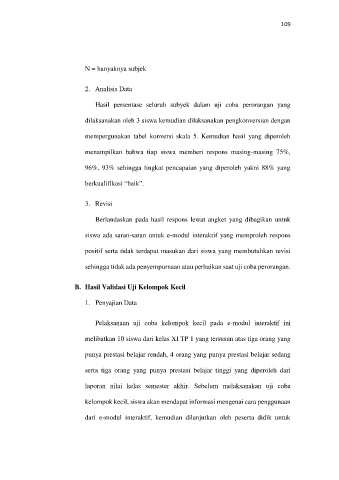 109
N = banyaknya subjek
2. Analisis Data
Hasil persentase seluruh subyek dalam uji coba perorangan yang
dilaksanakan oleh 3 siswa kemudian dilaksanakan pengkonversian dengan
mempergunakan tabel konversi skala 5. Kemudian hasil yang diperoleh
menampilkan bahwa tiap siswa memberi respons masing-masing 75%,
96%, 93% sehingga tingkat pencapaian yang diperoleh yakni 88% yang
berkualifikasi “baik”.
3. Revisi
Berlandaskan pada hasil respons lewat angket yang dibagikan untuk
siswa ada saran-saran untuk e-modul interaktif yang memproleh respons
positif serta tidak terdapat masukan dari siswa yang membutuhkan revisi
sehingga tidak ada penyempurnaan atau perbaikan saat uji coba perorangan.
B. Hasil Validasi Uji Kelompok Kecil
1. Penyajian Data
Pelaksanaan uji coba kelompok kecil pada e-modul interaktif ini
melibatkan 10 siswa dari kelas XI TP 1 yang tersusun atas tiga orang yang
punya prestasi belajar rendah, 4 orang yang punya prestasi belajar sedang
serta tiga orang yang punya prestasi belajar tinggi yang diperoleh dari
laporan nilai kelas semester akhir. Sebelum melaksanakan uji coba
kelompok kecil, siswa akan mendapat informasi mengenai cara penggunaan
dari e-modul interaktif, kemudian dilanjutkan oleh peserta didik untuk